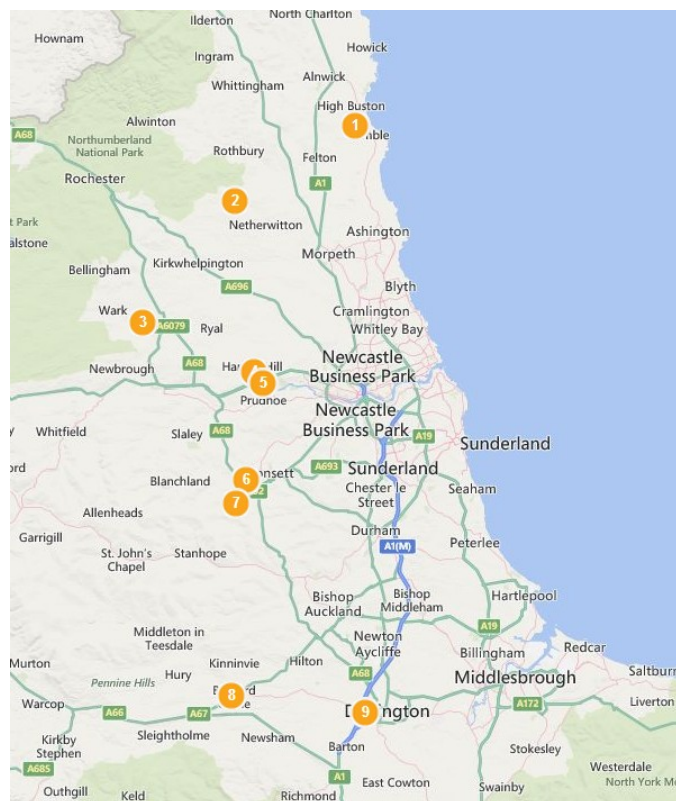 Ilderton
North Charlton
Hownam
Howick
Ingram
Alnwick
Whittingham
High Buston
Alwinton
1
A68
Northumberland
National Park
Rothbury
Felton
Rochester
A1
2
Netherwitton
t Park
Ashington
alstone
Morpeth
Bellingham
Kirkwhelpington
A696
Blyth
Wark
3
A6079
Ryal
Cramlington
Whitley Bay
Newbrough
A68
Newcastle
Business Park
5
Prudhoe
Newcastle
Business Park
Whitfield
Slaley
A68
A19
Sunderland
Sunderland
6
A693
Blanchland
Chester le
Street
Seaham
7
Allenheads
Garrigill
Durham
St. John's
Chapel
Stanhope
A1(M)
Peterlee
Bishop
Auckland
Bishop
Middleham
Hartlepool
A19
Middleton in
Teesdale
Newton
Aycliffe
Billingham
Redcar
Murton
Hury
Kinninvie
Hilton
A68
Middlesbrough
Saltburn
Pennine Hills
8
Warcop
A66
A67
9
A172
Liverton
Kirkby
Stephen
Sleightholme
Newsham
Barton
Stokesley
A685
A1
East Cowton
Westerdale
Outhgill
Keld
Richmond
Swainby
North York Mo